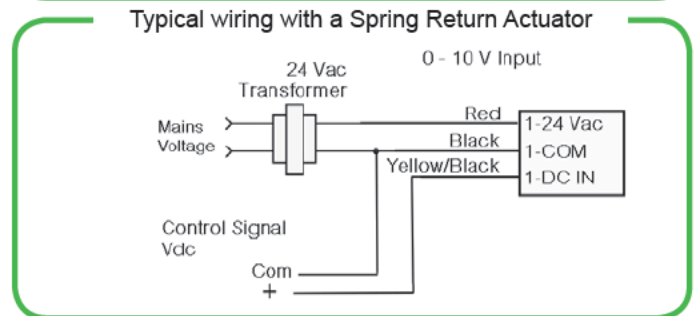 Typical wiring with a Spring Return Actuator
0 - 10 V Input
24 Vac
Transformer
Mains
Voltage
Red
Black
Yellow/Black
1-24 Vac
1-COM
1-DC IN
Control Signal
Vdc
Com
+